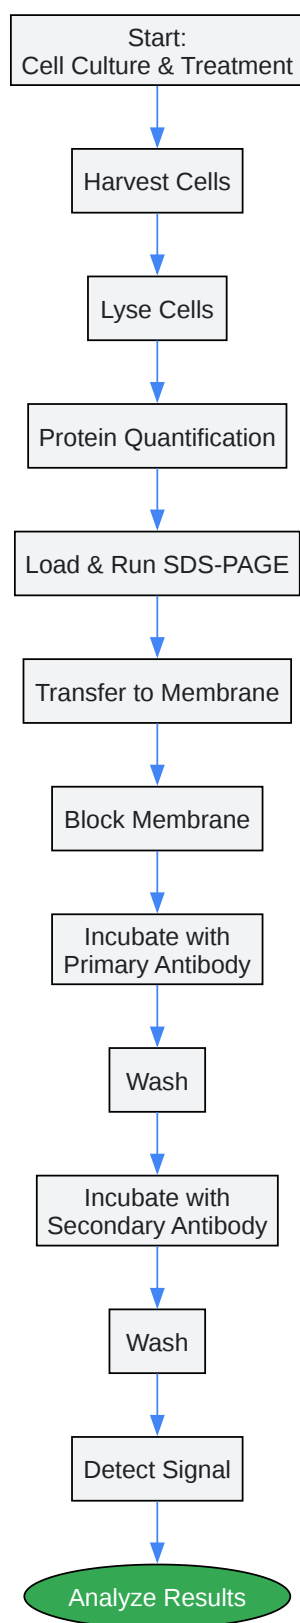 Start:
Cell Culture & Treatment
Harvest Cells
Lyse Cells
Protein Quantification
Load & Run SDS-PAGE
Transfer to Membrane
Block Membrane
Incubate with
Primary Antibody
Wash
Incubate with
Secondary Antibody
Wash
Detect Signal
Analyze Results